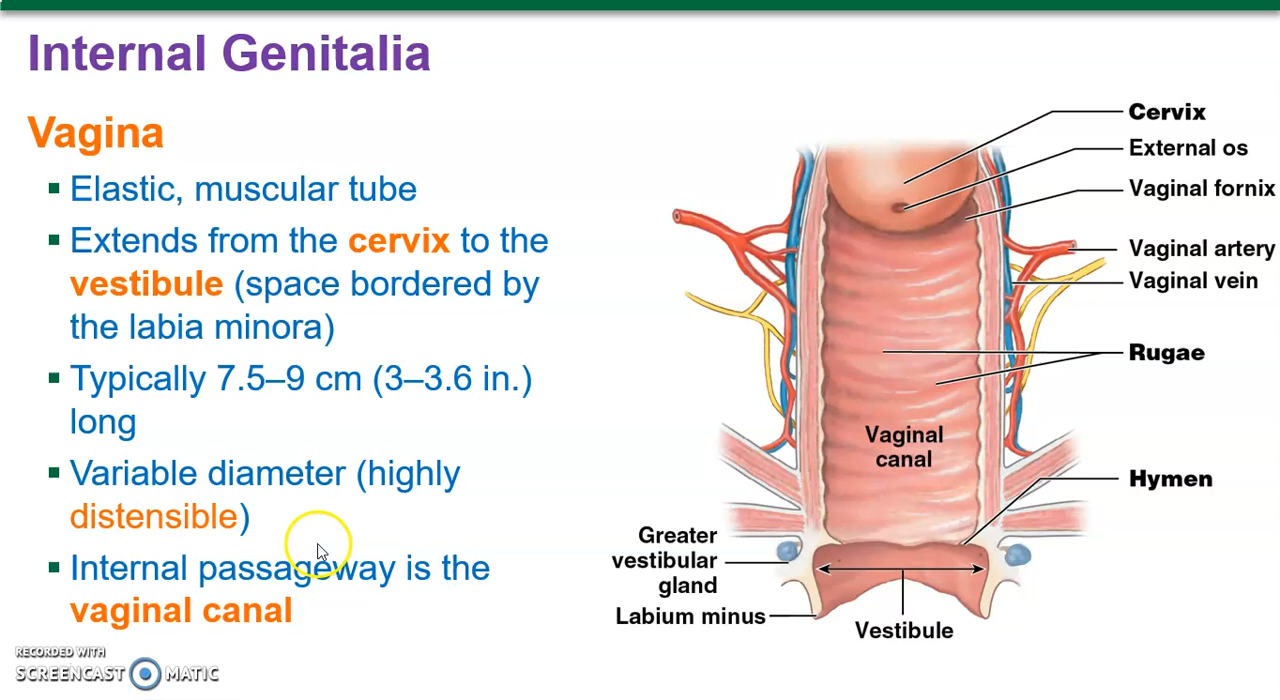 Internal Genitalia
Vagina
▪ Elastic, muscular tube
▪ Extends from the cervix to the
vestibule (space bordered by
the labia minora)
▪ Typically 7.5–9 cm (3–3.6 in.)
long
▪ Variable diameter (highly
distensible)
▪ Internal passageway is the
vaginal canal
Cervix
External os
Vaginal fornix
Vaginal artery
Vaginal vein
Rugae
Vaginal
canal
Hymen
Greater
vestibular
gland
Labium minus
Vestibule
RECORDED WITH
SCREENCAST MATIC